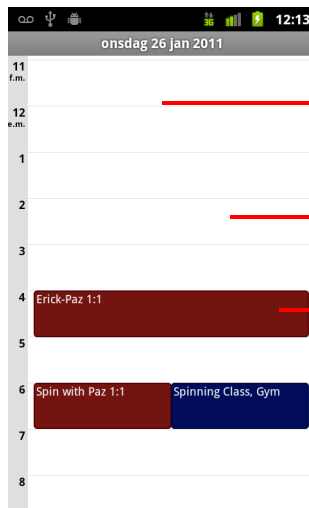 3G 12:13
onsdag 26 jan 2011
11
f.m.
12
e.m.
1
2
3
4 Erick-Paz 1:1
5
6 Spin with Paz 1:1 Spinning Class, Gym
7
8